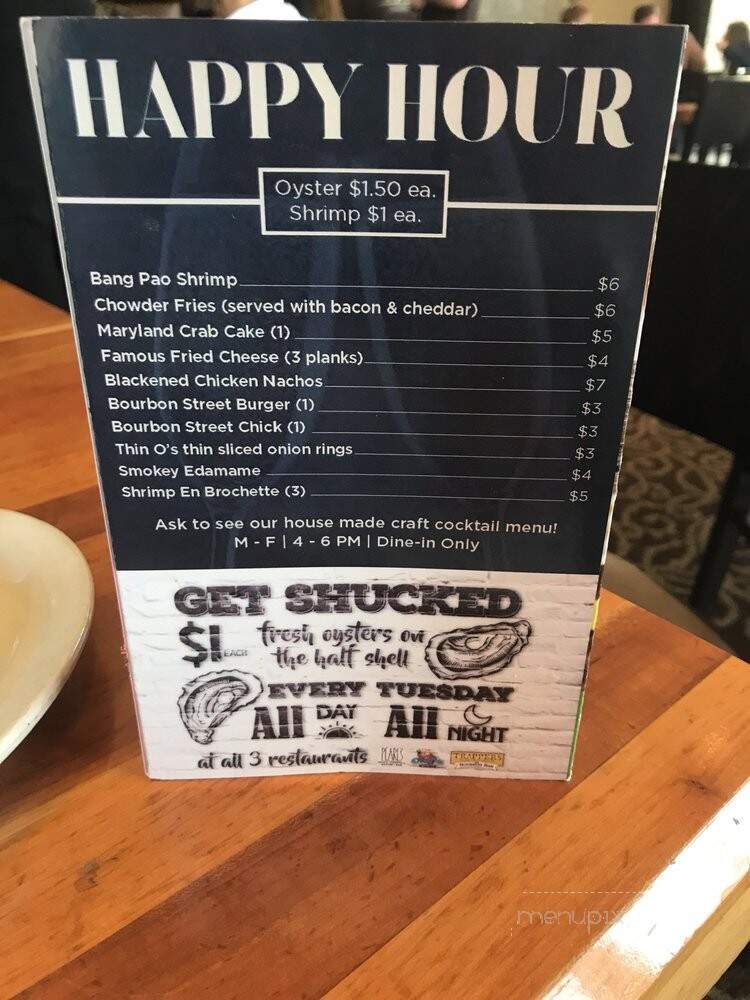 HAPPY HOUR
Oyster $1.50 ea.
Shrimp $1 ea.
Bang Pao Shrimp $6
Chowder Fries (served with bacon & cheddar) $6
Maryland Crab Cake (1) $5
Famous Fried Cheese (3 planks) $4
Blackened Chicken Nachos $7
Bourbon Street Burger (1) $3
Bourbon Street Chick (1) $3
Thin O's thin sliced onion rings $3
Smokey Edamame $4
Shrimp En Brochette (3) $5
Ask to see our house made craft cocktail menu!
M - F | 4 - 6 PM | Dine-in Only
GET SHUCKED
$1 EACH fresh oysters on
the half shell
EVERY TUESDAY
All DAY All NIGHT
at all 3 restaurants PEARLS TRAPPERS
menupix